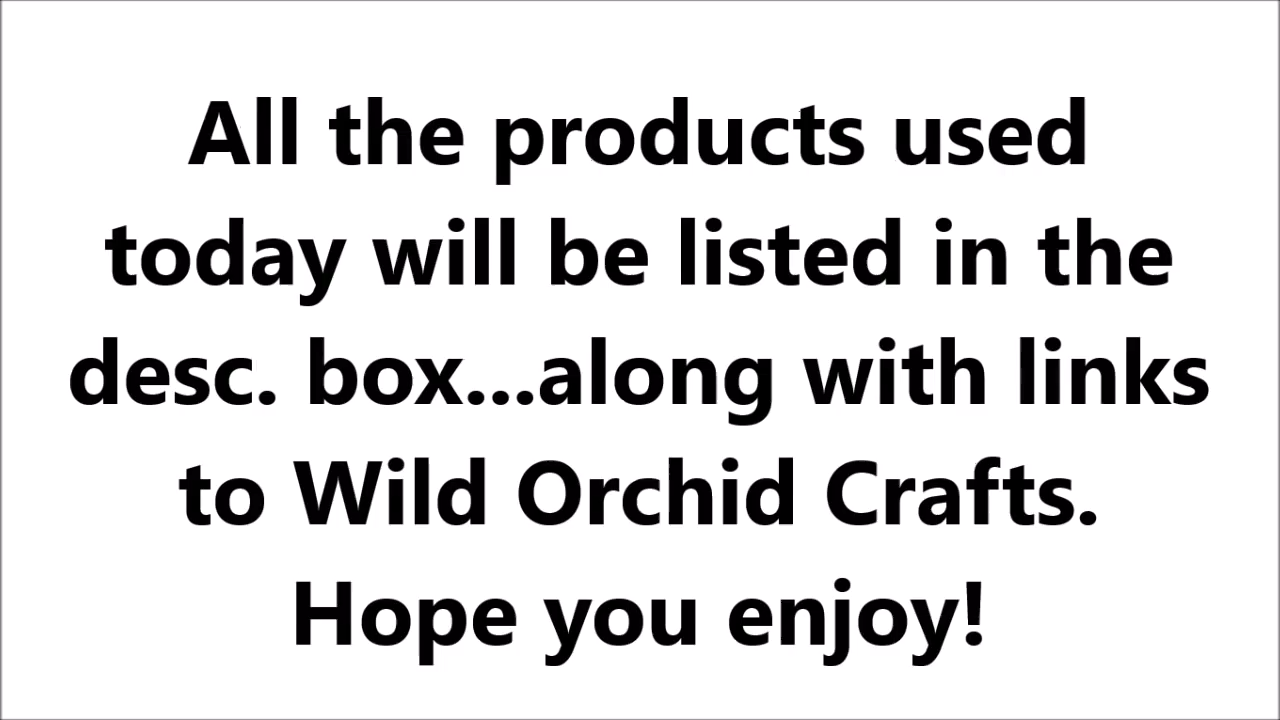 All the products used
today will be listed in the
desc. box...along with links
to Wild Orchid Crafts.
Hope you enjoy!